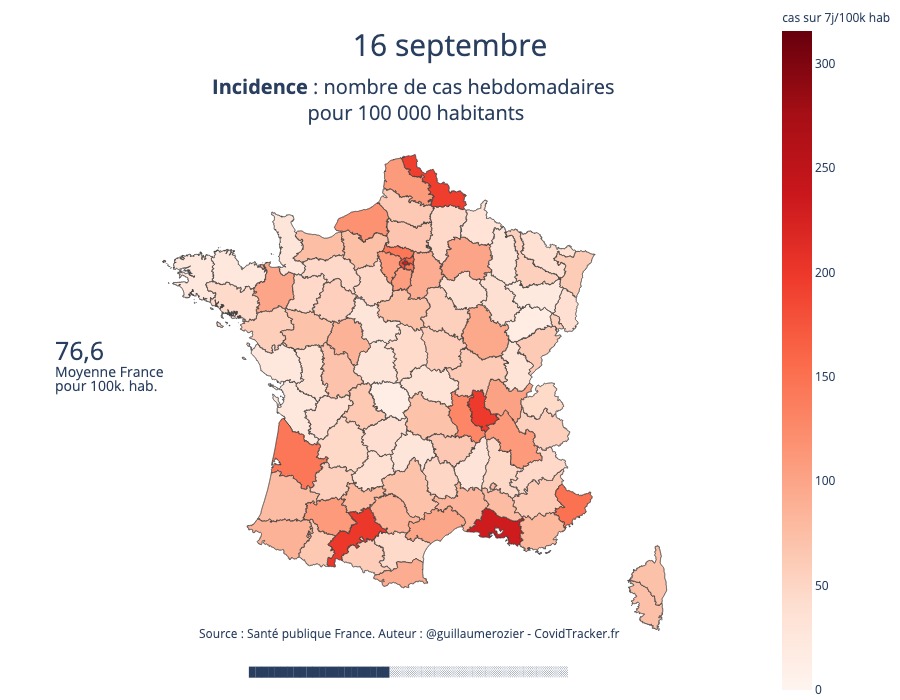 cas sur 7j/100k hab
16 septembre
Incidence : nombre de cas hebdomadaires
pour 100 000 habitants
300
250
200
150
100
50
0
76,6
Moyenne France
pour 100k. hab.
Source : Santé publique France. Auteur : @guillaumerozier - CovidTracker.fr